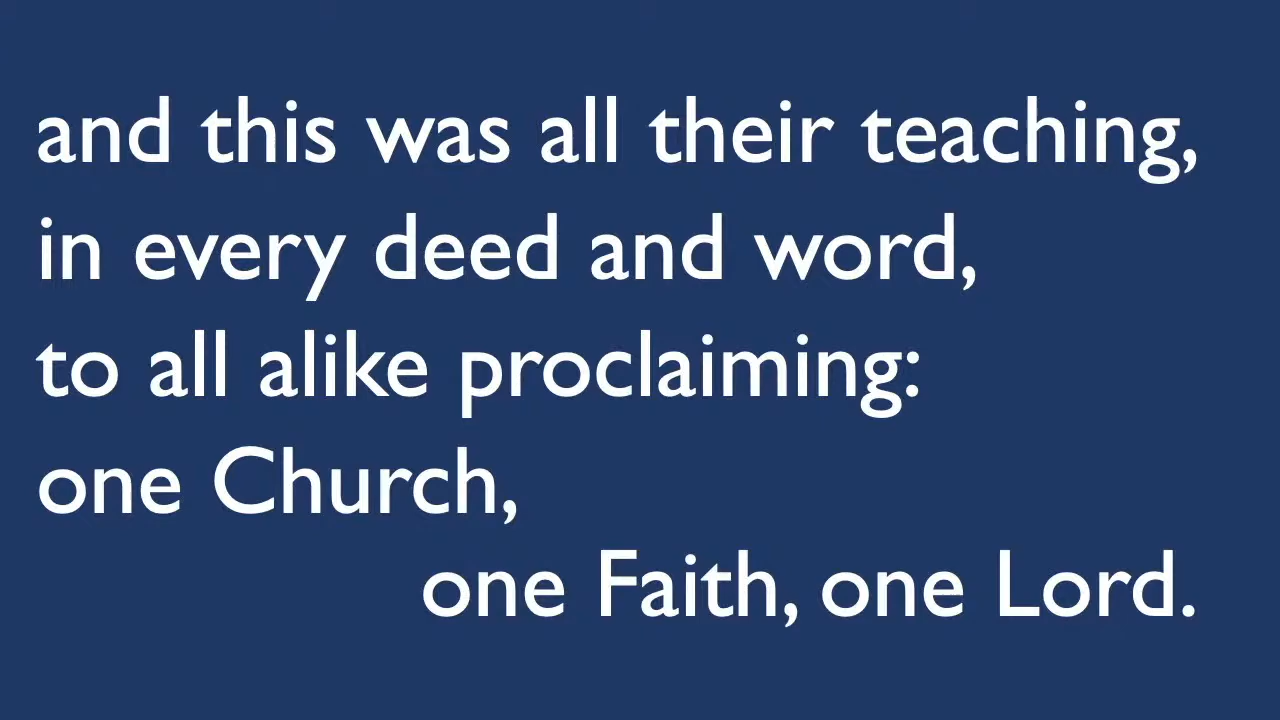 and this was all their teaching,
in every deed and word,
to all alike proclaiming:
one Church,
one Faith, one Lord.